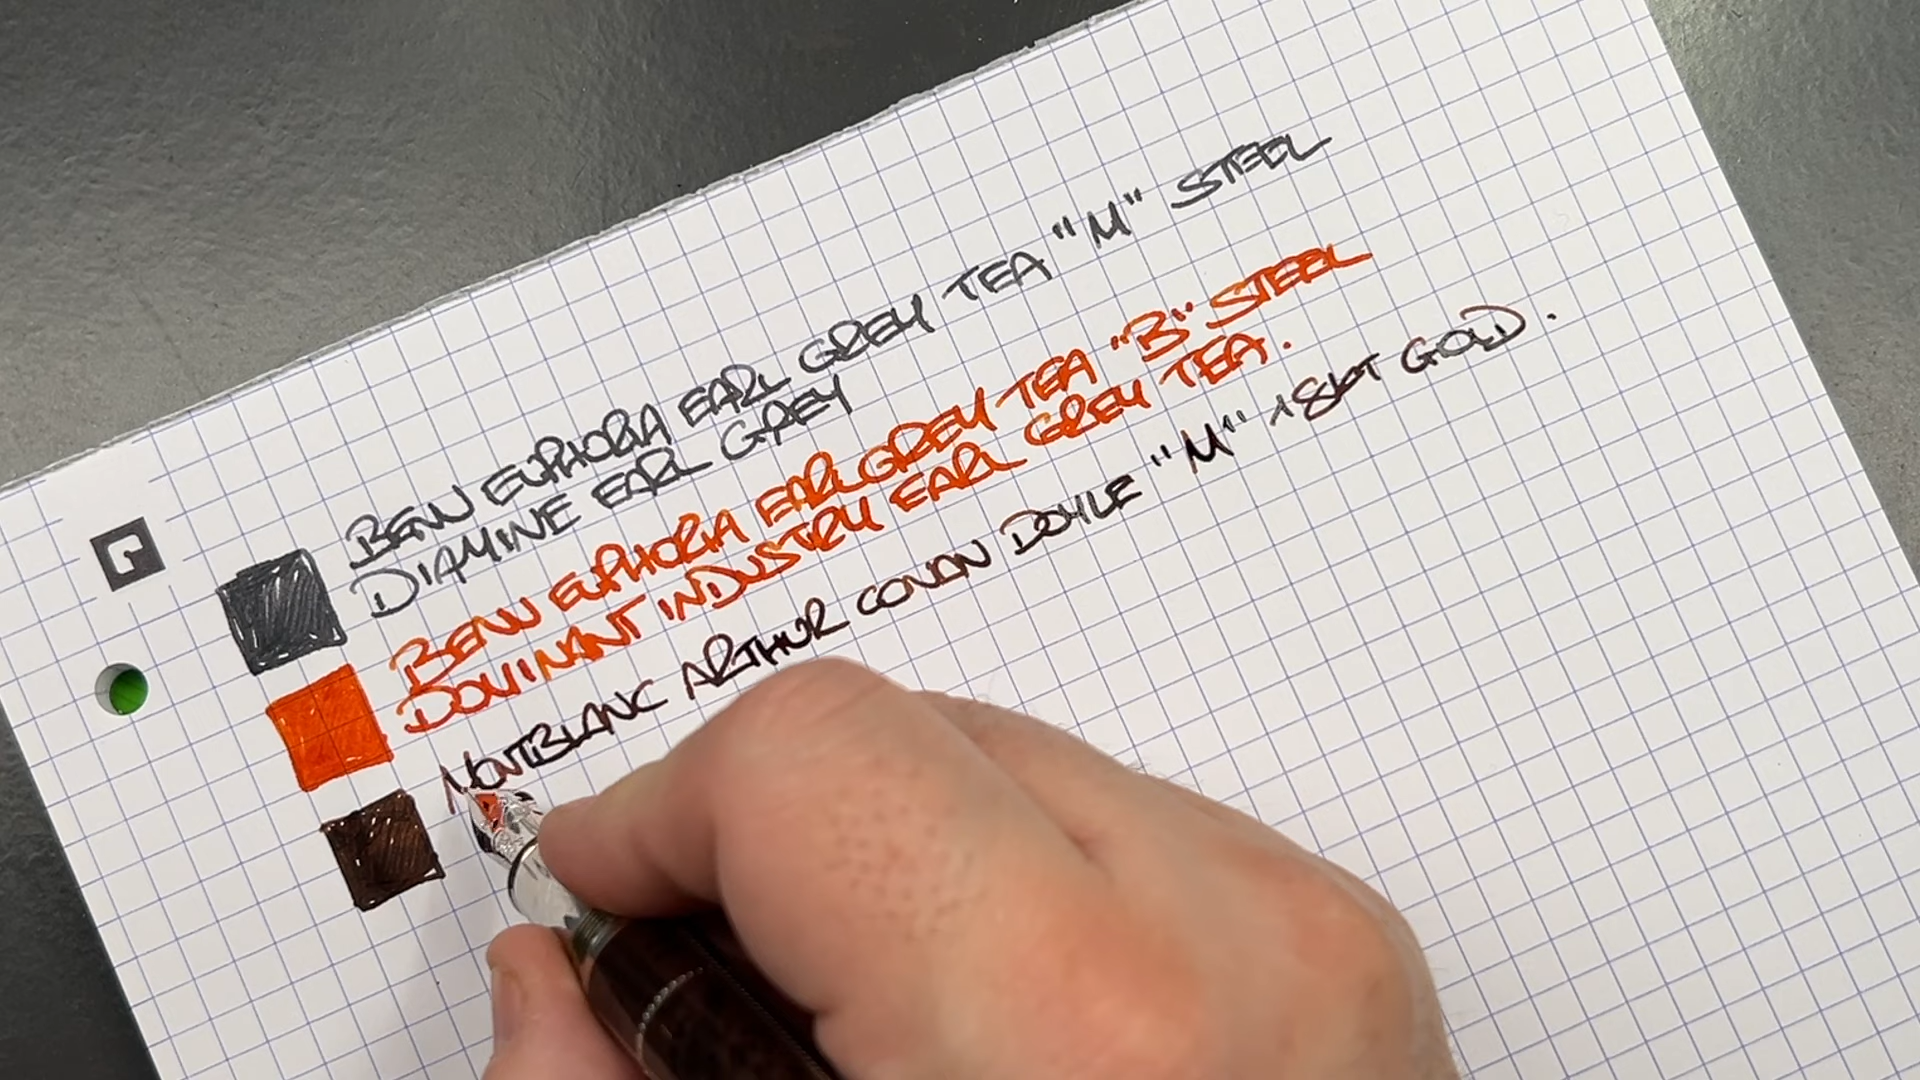 BENU EUPHORIA EARL GREY TEA "M" STEEL
DIAMINE EARL GREY
BENU EUPHORIA EARL GREY TEA "B" STEEL
DOMINANT INDUSTRY EARL GREY TEA.
MONTBLANC ARTHUR CONAN DOYLE "M" 18KT GOLD.